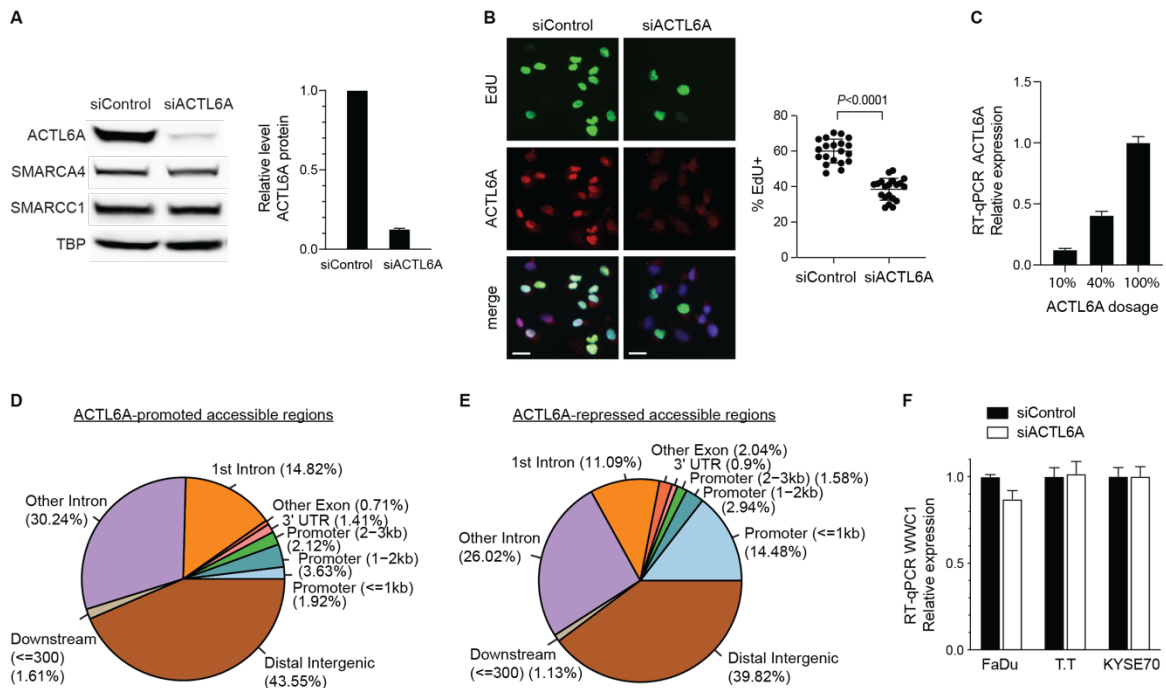 A
siControl
siACTL6A
ACTL6A
SMARCA4
SMARCC1
TBP
Relative level
ACTL6A protein
1.0
0.5
0.0
siControl
siACTL6A
B
siControl
siACTL6A
EdU
ACTL6A
merge
P<0.0001
% EdU+
80
60
40
20
0
siControl
siACTL6A
C
RT-qPCR ACTL6A
Relative expression
1.5
1.0
0.5
0.0
10%
40%
100%
ACTL6A dosage
D
ACTL6A-promoted accessible regions
1st Intron (14.82%)
Other Exon (0.71%)
3' UTR (1.41%)
Promoter (2−3kb)
(2.12%)
Promoter (1−2kb)
(3.63%)
Promoter (<=1kb)
(1.92%)
Other Intron
(30.24%)
Downstream
(<=300)
(1.61%)
Distal Intergenic
(43.55%)
E
ACTL6A-repressed accessible regions
Other Exon (2.04%)
1st Intron (11.09%)
3' UTR (0.9%)
Promoter (2−3kb) (1.58%)
Promoter (1−2kb)
(2.94%)
Promoter (<=1kb)
(14.48%)
Other Intron
(26.02%)
Downstream
(<=300) (1.13%)
Distal Intergenic
(39.82%)
F
siControl
siACTL6A
RT-qPCR WWC1
Relative expression
1.0
0.5
0.0
FaDu
T.T
KYSE70